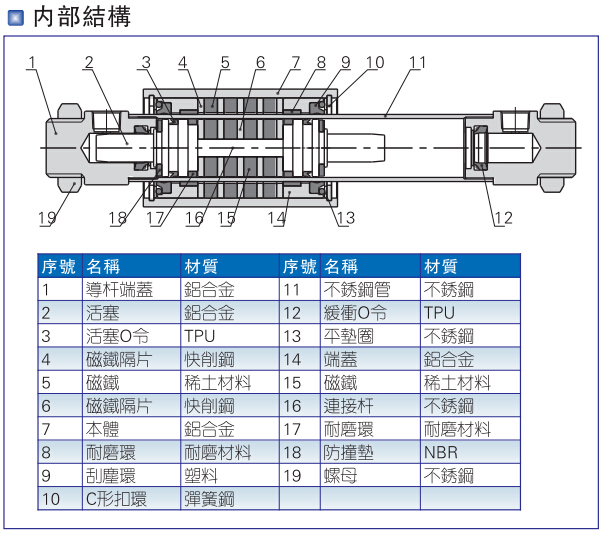 内部結構
1 2 3 4 5 6 7 8 9 10 11
19 18 17 16 15 14 13 12
序號 名稱 材質 序號 名稱 材質
1 導杆端蓋 鋁合金 11 不銹鋼管 不銹鋼
2 活塞 鋁合金 12 緩衝O令 TPU
3 活塞O令 TPU 13 平墊圈 不銹鋼
4 磁鐵隔片 快削鋼 14 端蓋 鋁合金
5 磁鐵 稀土材料 15 磁鐵 稀土材料
6 磁鐵隔片 快削鋼 16 連接杆 不銹鋼
7 本體 鋁合金 17 耐磨環 耐磨材料
8 耐磨環 耐磨材料 18 防撞墊 NBR
9 刮塵環 塑料 19 螺母 不銹鋼
10 C形扣環 彈簧鋼